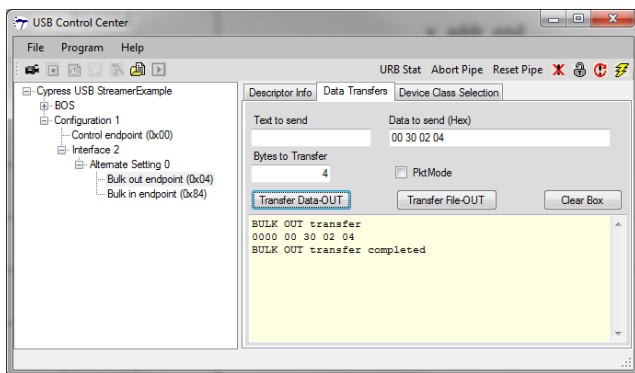 USB Control Center
File Program Help
URB Stat Abort Pipe Reset Pipe
Cypress USB StreamerExample
BOS
Configuration 1
Control endpoint (0x00)
Interface 2
Alternate Setting 0
Bulk out endpoint (0x04)
Bulk in endpoint (0x84)
Descriptor Info Data Transfers Device Class Selection
Text to send Data to send (Hex)
00 30 02 04
Bytes to Transfer
4 PktMode
Transfer Data-OUT Transfer File-OUT Clear Box
BULK OUT transfer
0000 00 30 02 04
BULK OUT transfer completed